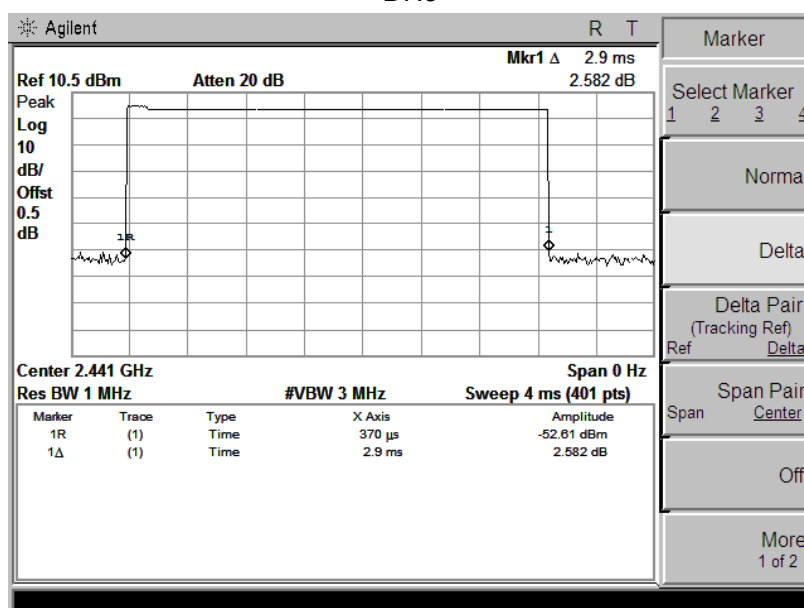 Agilent R T
Mkr1 Δ 2.9 ms
Ref 10.5 dBm Atten 20 dB 2.582 dB
Peak
Log
10
dB/
Offst
0.5
dB
1R
1
Center 2.441 GHz Span 0 Hz
Res BW 1 MHz #VBW 3 MHz Sweep 4 ms (401 pts)
Marker Trace Type X Axis Amplitude
1R (1) Time 370 µs -52.61 dBm
1Δ (1) Time 2.9 ms 2.582 dB
Marker
Select Marker
1 2 3 4
Norma
Delta
Delta Pair
(Tracking Ref)
Ref Delta
Span Pair
Span Center
Off
More
1 of 2